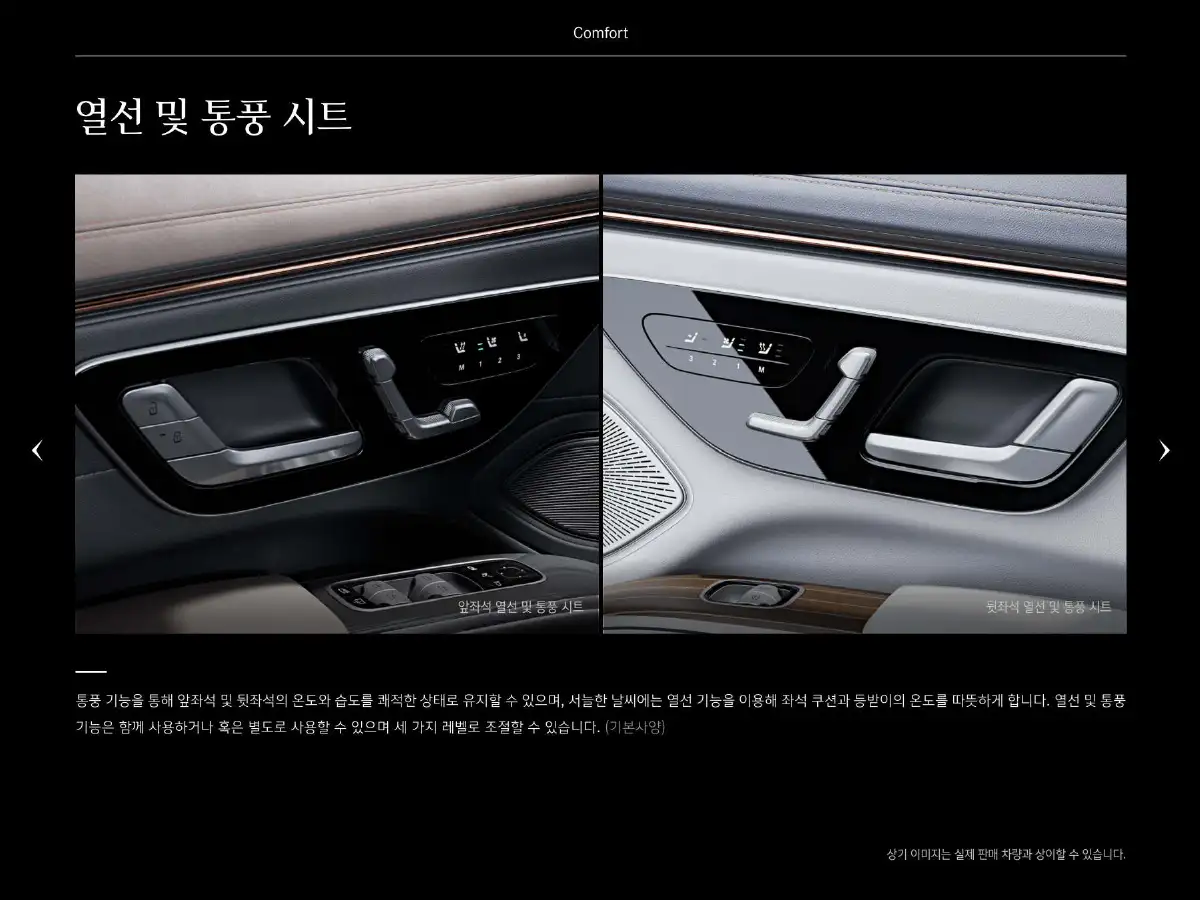 Comfort
열선 및 통풍 시트
M 1 2 3
3 2 1 M
앞좌석 열선 및 통풍 시트
뒷좌석 열선 및 통풍 시트
통풍 기능을 통해 앞좌석 및 뒷좌석의 온도와 습도를 쾌적한 상태로 유지할 수 있으며, 서늘한 날씨에는 열선 기능을 이용해 좌석 쿠션과 등받이의 온도를 따뜻하게 합니다. 열선 및 통풍
기능은 함께 사용하거나 혹은 별도로 사용할 수 있으며 세 가지 레벨로 조절할 수 있습니다. (기본사양)
상기 이미지는 실제 판매 차량과 상이할 수 있습니다.